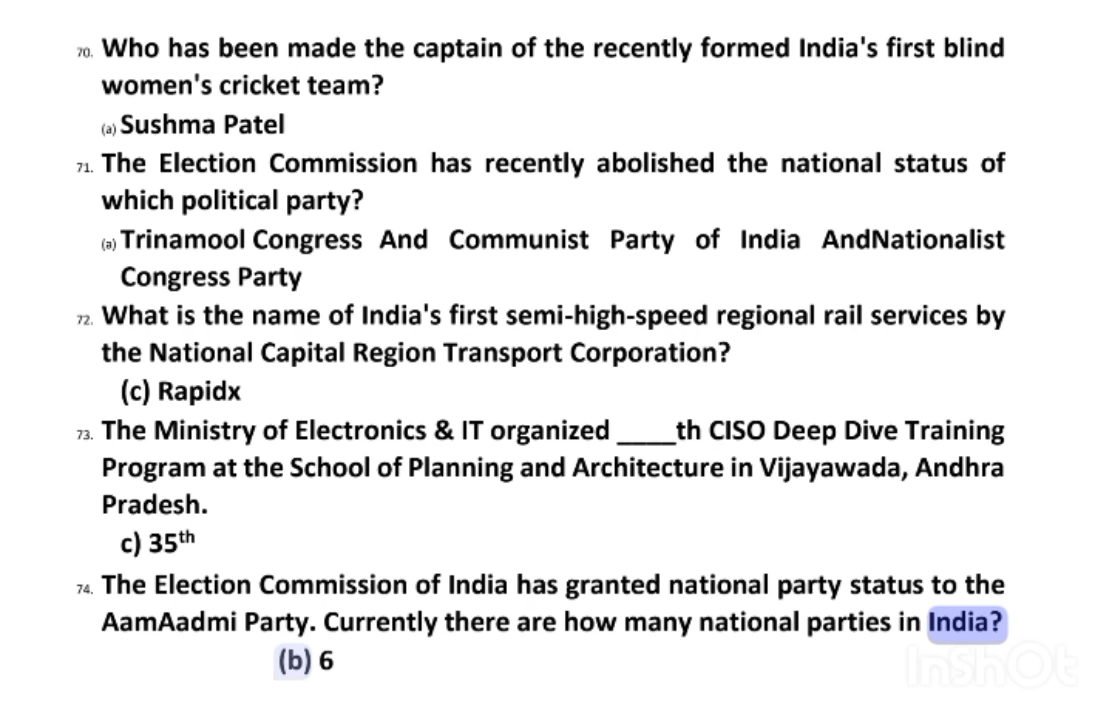 70. Who has been made the captain of the recently formed India's first blind
women's cricket team?
(a) Sushma Patel
71. The Election Commission has recently abolished the national status of
which political party?
(a) Trinamool Congress And Communist Party of India AndNationalist
Congress Party
72. What is the name of India's first semi-high-speed regional rail services by
the National Capital Region Transport Corporation?
(c) Rapidx
73. The Ministry of Electronics & IT organized ____th CISO Deep Dive Training
Program at the School of Planning and Architecture in Vijayawada, Andhra
Pradesh.
c) 35th
74. The Election Commission of India has granted national party status to the
AamAadmi Party. Currently there are how many national parties in India?
(b) 6
InShOt